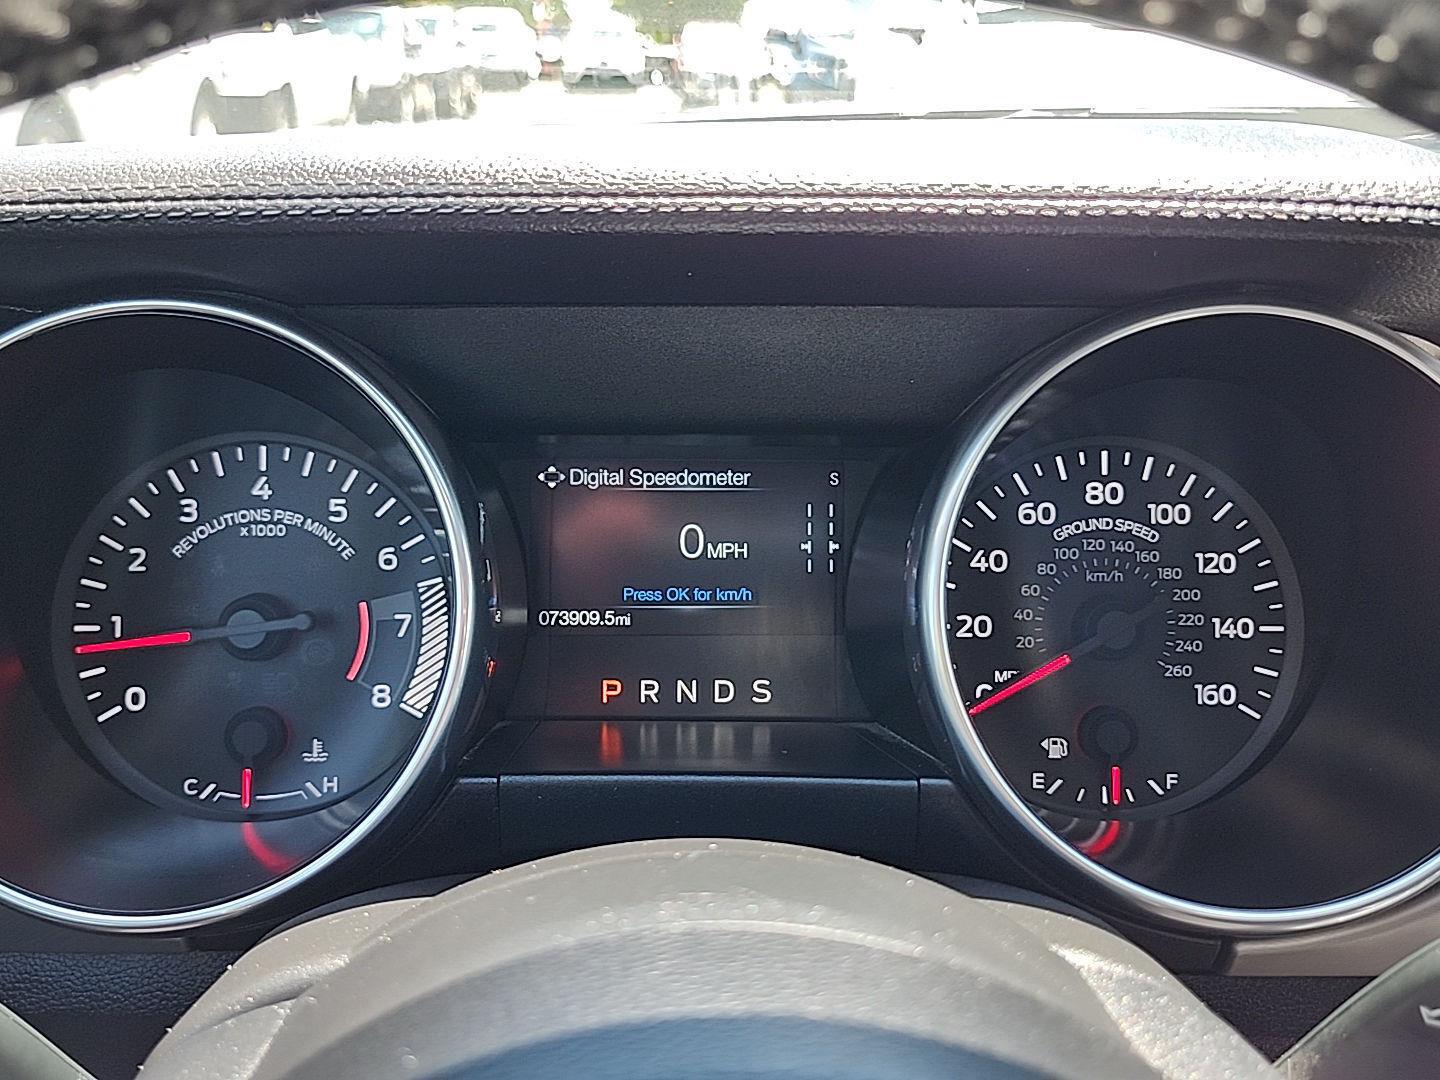 0
1
2
3
4
5
6
7
8
REVOLUTIONS PER MINUTE
x1000
C
H
Digital Speedometer
S
0 MPH
Press OK for km/h
073909.5mi
P R N D S
0
20
40
60
80
100
120
140
160
GROUND SPEED
20
40
60
80
100
120
140
160
180
200
220
240
260
km/h
E
F